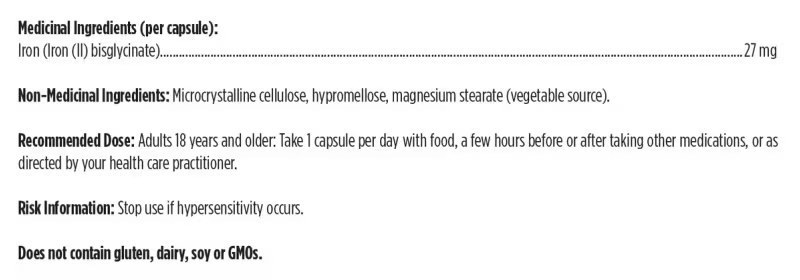 Medicinal Ingredients (per capsule):
Iron (Iron (II) bisglycinate)........................................................................................................................................................................................................27 mg
Non-Medicinal Ingredients: Microcrystalline cellulose, hypromellose, magnesium stearate (vegetable source).
Recommended Dose: Adults 18 years and older: Take 1 capsule per day with food, a few hours before or after taking other medications, or as
directed by your health care practitioner.
Risk Information: Stop use if hypersensitivity occurs.
Does not contain gluten, dairy, soy or GMOs.